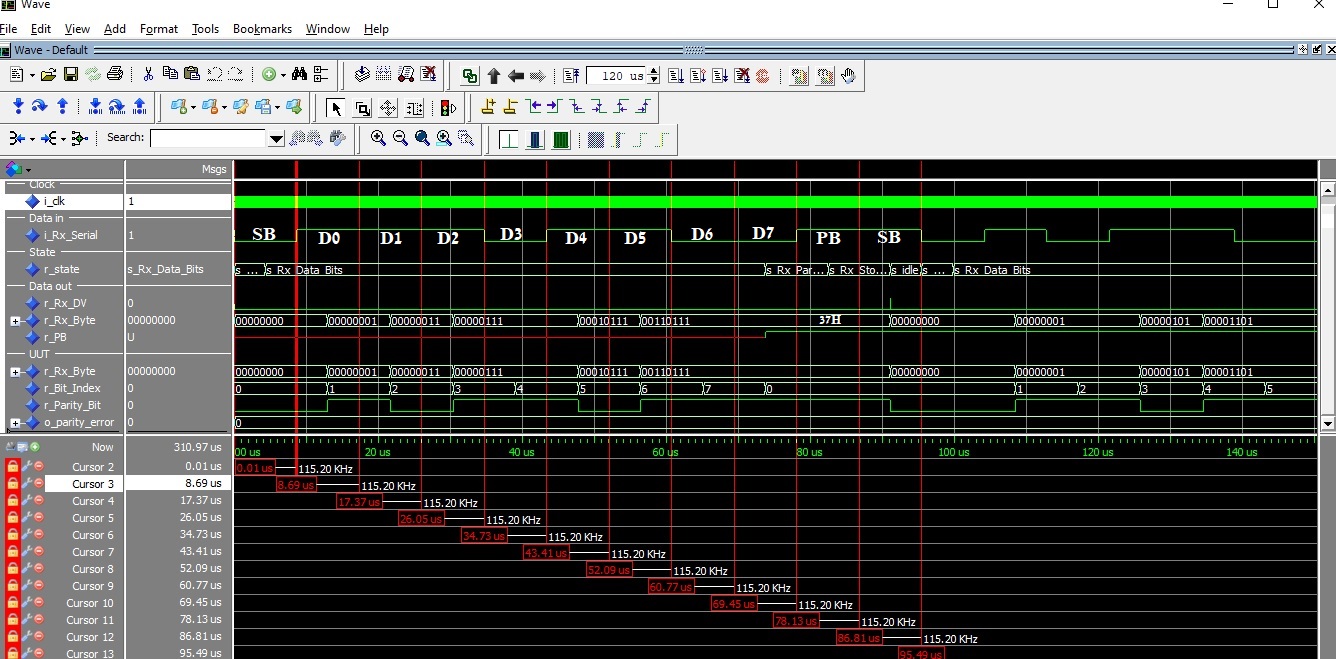 Wave
File Edit View Add Format Tools Bookmarks Window Help
Wave - Default
120 us
Search:
Msgs
Clock
i_clk 1
Data in
i_Rx_Serial 1 SB D0 D1 D2 D3 D4 D5 D6 D7 PB SB
State
r_state s_Rx_Data_Bits s ... s Rx Data Bits s Rx Par... s Rx Sto... s idle s ... s Rx Data Bits
Data out
r_Rx_DV 0
r_Rx_Byte 00000000 00000000 00000001 00000011 00000111 00010111 00110111 37H 00000000 00000001 00000101 00001101
r_PB U
UUT
r_Rx_Byte 00000000 00000000 00000001 00000011 00000111 00010111 00110111 00000000 00000001 00000101 00001101
r_Bit_Index 0 0 1 2 3 4 5 6 7 0 1 2 3 4 5
r_Parity_Bit 0
o_parity_error 0 0
Now 310.97 us 00 us 20 us 40 us 60 us 80 us 100 us 120 us 140 us
Cursor 2 0.01 us 0.01 us 115.20 KHz
Cursor 3 8.69 us 8.69 us 115.20 KHz
Cursor 4 17.37 us 17.37 us 115.20 KHz
Cursor 5 26.05 us 26.05 us 115.20 KHz
Cursor 6 34.73 us 34.73 us 115.20 KHz
Cursor 7 43.41 us 43.41 us 115.20 KHz
Cursor 8 52.09 us 52.09 us 115.20 KHz
Cursor 9 60.77 us 60.77 us 115.20 KHz
Cursor 10 69.45 us 69.45 us 115.20 KHz
Cursor 11 78.13 us 78.13 us 115.20 KHz
Cursor 12 86.81 us 86.81 us 115.20 KHz
Cursor 13 95.49 us 95.49 us